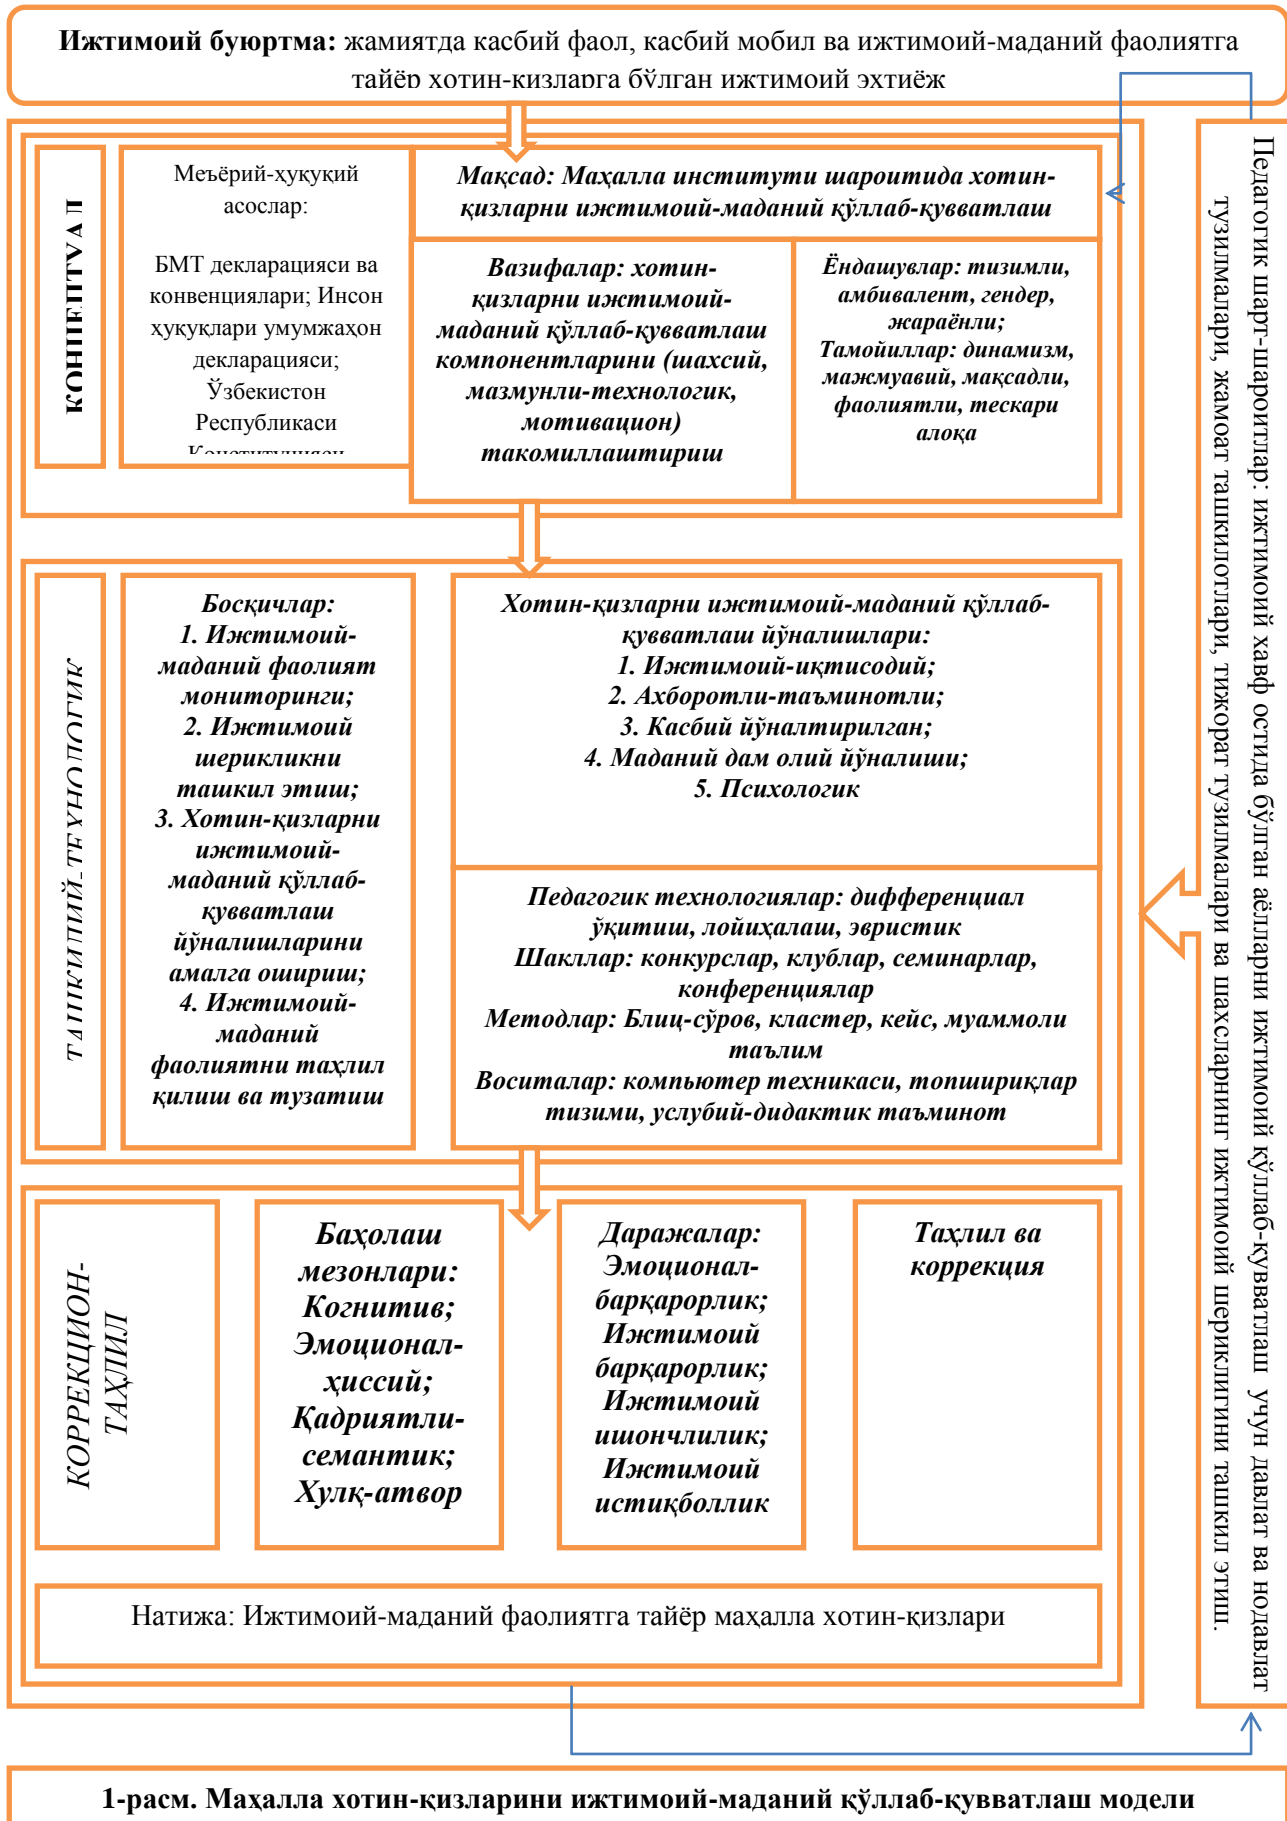 Ижтимоий буюртма: жамиятда касбий фаол, касбий мобил ва ижтимоий-маданий фаолиятга
тайёр хотин-қизларга бўлган ижтимоий эҳтиёж
КОНЦЕПТУАЛ
Меъёрий-ҳуқуқий
асослар:
БМТ декларацияси ва
конвенциялари; Инсон
ҳуқуқлари умумжаҳон
декларацияси;
Ўзбекистон
Республикаси
Конституцияси
Мақсад: Маҳалла институти шароитида хотин-
қизларни ижтимоий-маданий қўллаб-қувватлаш
Вазифалар: хотин-
қизларни ижтимоий-
маданий қўллаб-қувватлаш
компонентларини (шахсий,
мазмунли-технологик,
мотивацион)
такомиллаштириш
Ёндашувлар: тизимли,
амбивалент, гендер,
жараёнли;
Тамойиллар: динамизм,
мажмуавий, мақсадли,
фаолиятли, тескари
алоқа
ТАШКИЛИЙ-ТЕХНОЛОГИК
Босқичлар:
1. Ижтимоий-
маданий фаолият
мониторинги;
2. Ижтимоий
шерикликни
ташкил этиш;
3. Хотин-қизларни
ижтимоий-
маданий қўллаб-
қувватлаш
йўналишларини
амалга ошириш;
4. Ижтимоий-
маданий
фаолиятни таҳлил
қилиш ва тузатиш
Хотин-қизларни ижтимоий-маданий қўллаб-
қувватлаш йўналишлари:
1. Ижтимоий-иқтисодий;
2. Ахборотли-таъминотли;
3. Касбий йўналтирилган;
4. Маданий дам олий йўналиши;
5. Психологик
Педагогик технологиялар: дифференциал
ўқитиш, лойиҳалаш, эвристик
Шакллар: конкурслар, клублар, семинарлар,
конференциялар
Методлар: Блиц-сўров, кластер, кейс, муаммоли
таълим
Воситалар: компьютер техникаси, топшириқлар
тизими, услубий-дидактик таъминот
КОРРЕКЦИОН-
ТАҲЛИЛ
Баҳолаш
мезонлари:
Когнитив;
Эмоционал-
ҳиссий;
Қадриятли-
семантик;
Хулқ-атвор
Даражалар:
Эмоционал-
барқарорлик;
Ижтимоий
барқарорлик;
Ижтимоий
ишончлилик;
Ижтимоий
истиқболлик
Таҳлил ва
коррекция
Натижа: Ижтимоий-маданий фаолиятга тайёр маҳалла хотин-қизлари
Педагогик шарт-шароитлар: ижтимоий хавф остида бўлган аёлларни ижтимоий қўллаб-қувватлаш учун давлат ва нодавлат
тузилмалари, жамоат ташкилотлари, тижорат тузилмалари ва шахсларнинг ижтимоий шериклигини ташкил этиш.
1-расм. Маҳалла хотин-қизларини ижтимоий-маданий қўллаб-қувватлаш модели